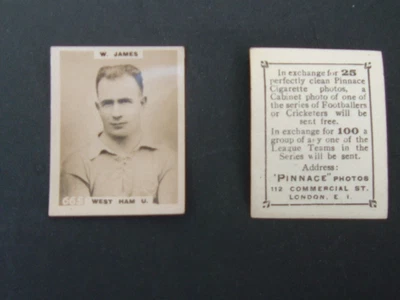 W. JAMES
WEST HAM U.
In exchange for 25
perfectly clean Pinnace
Cigarette photos, a
Cabinet photo of one of
the series of Footballers
or Cricketers will be
sent free.
In exchange for 100 a
group of any one of the
League Teams in the
Series will be sent.
Address:
"PINNACE" PHOTOS
112 COMMERCIAL ST.
LONDON, E. 1.